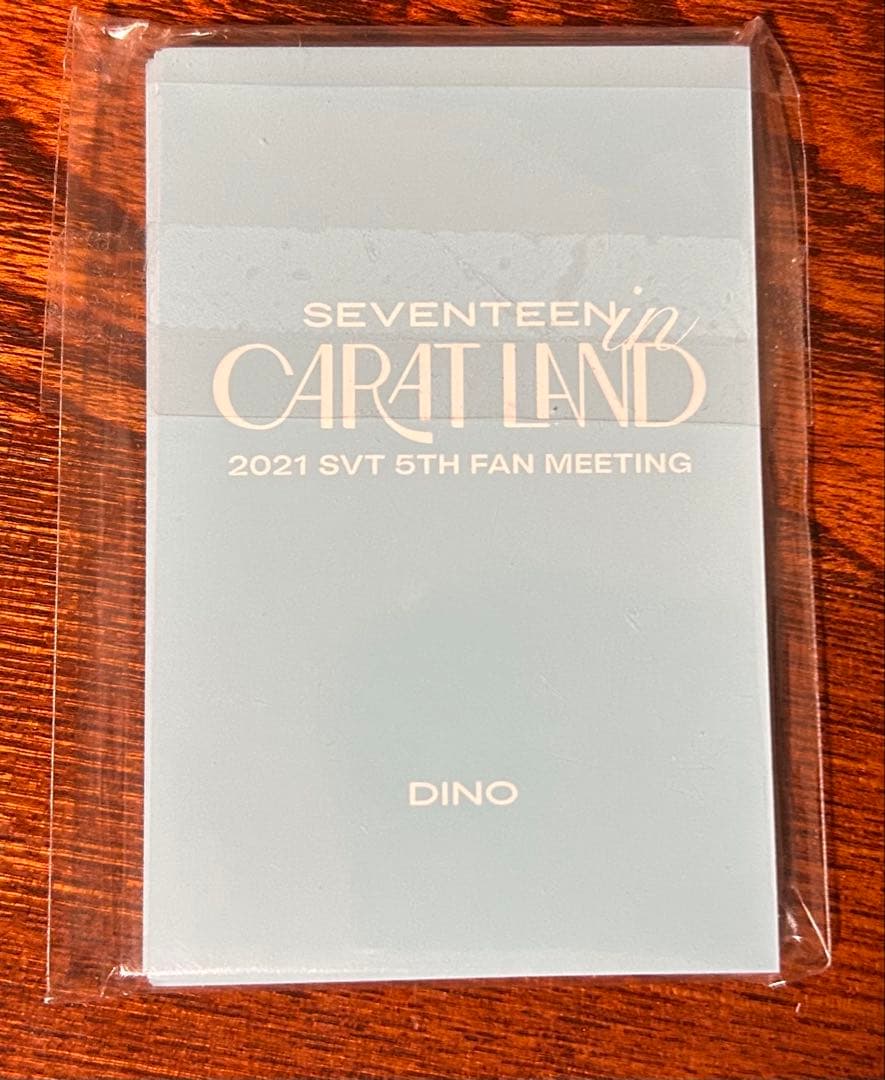 SEVENTEEN in
CARAT LAND
2021 SVT 5TH FAN MEETING
DINO